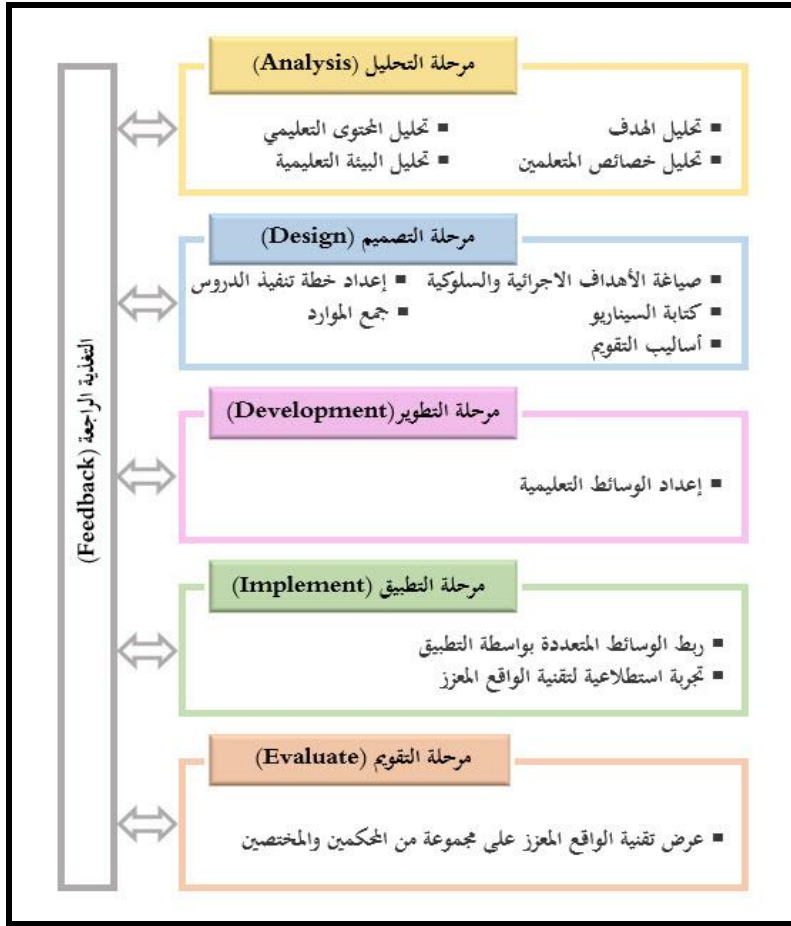 مرحلة التحليل (Analysis)
▪ تحليل الهدف ▪ تحليل المحتوى التعليمي
▪ تحليل خصائص المتعلمين ▪ تحليل البيئة التعليمية
مرحلة التصميم (Design)
▪ صياغة الأهداف الاجرائية والسلوكية ▪ إعداد خطة تنفيذ الدروس
▪ كتابة السيناريو ▪ جمع الموارد
▪ أساليب التقويم
مرحلة التطوير(Development)
▪ إعداد الوسائط التعليمية
مرحلة التطبيق (Implement)
▪ ربط الوسائط المتعددة بواسطة التطبيق
▪ تجربة استطلاعية لتقنية الواقع المعزز
مرحلة التقويم (Evaluate)
▪ عرض تقنية الواقع المعزز على مجموعة من المحكمين والمختصين
التغذية الراجعة (Feedback)